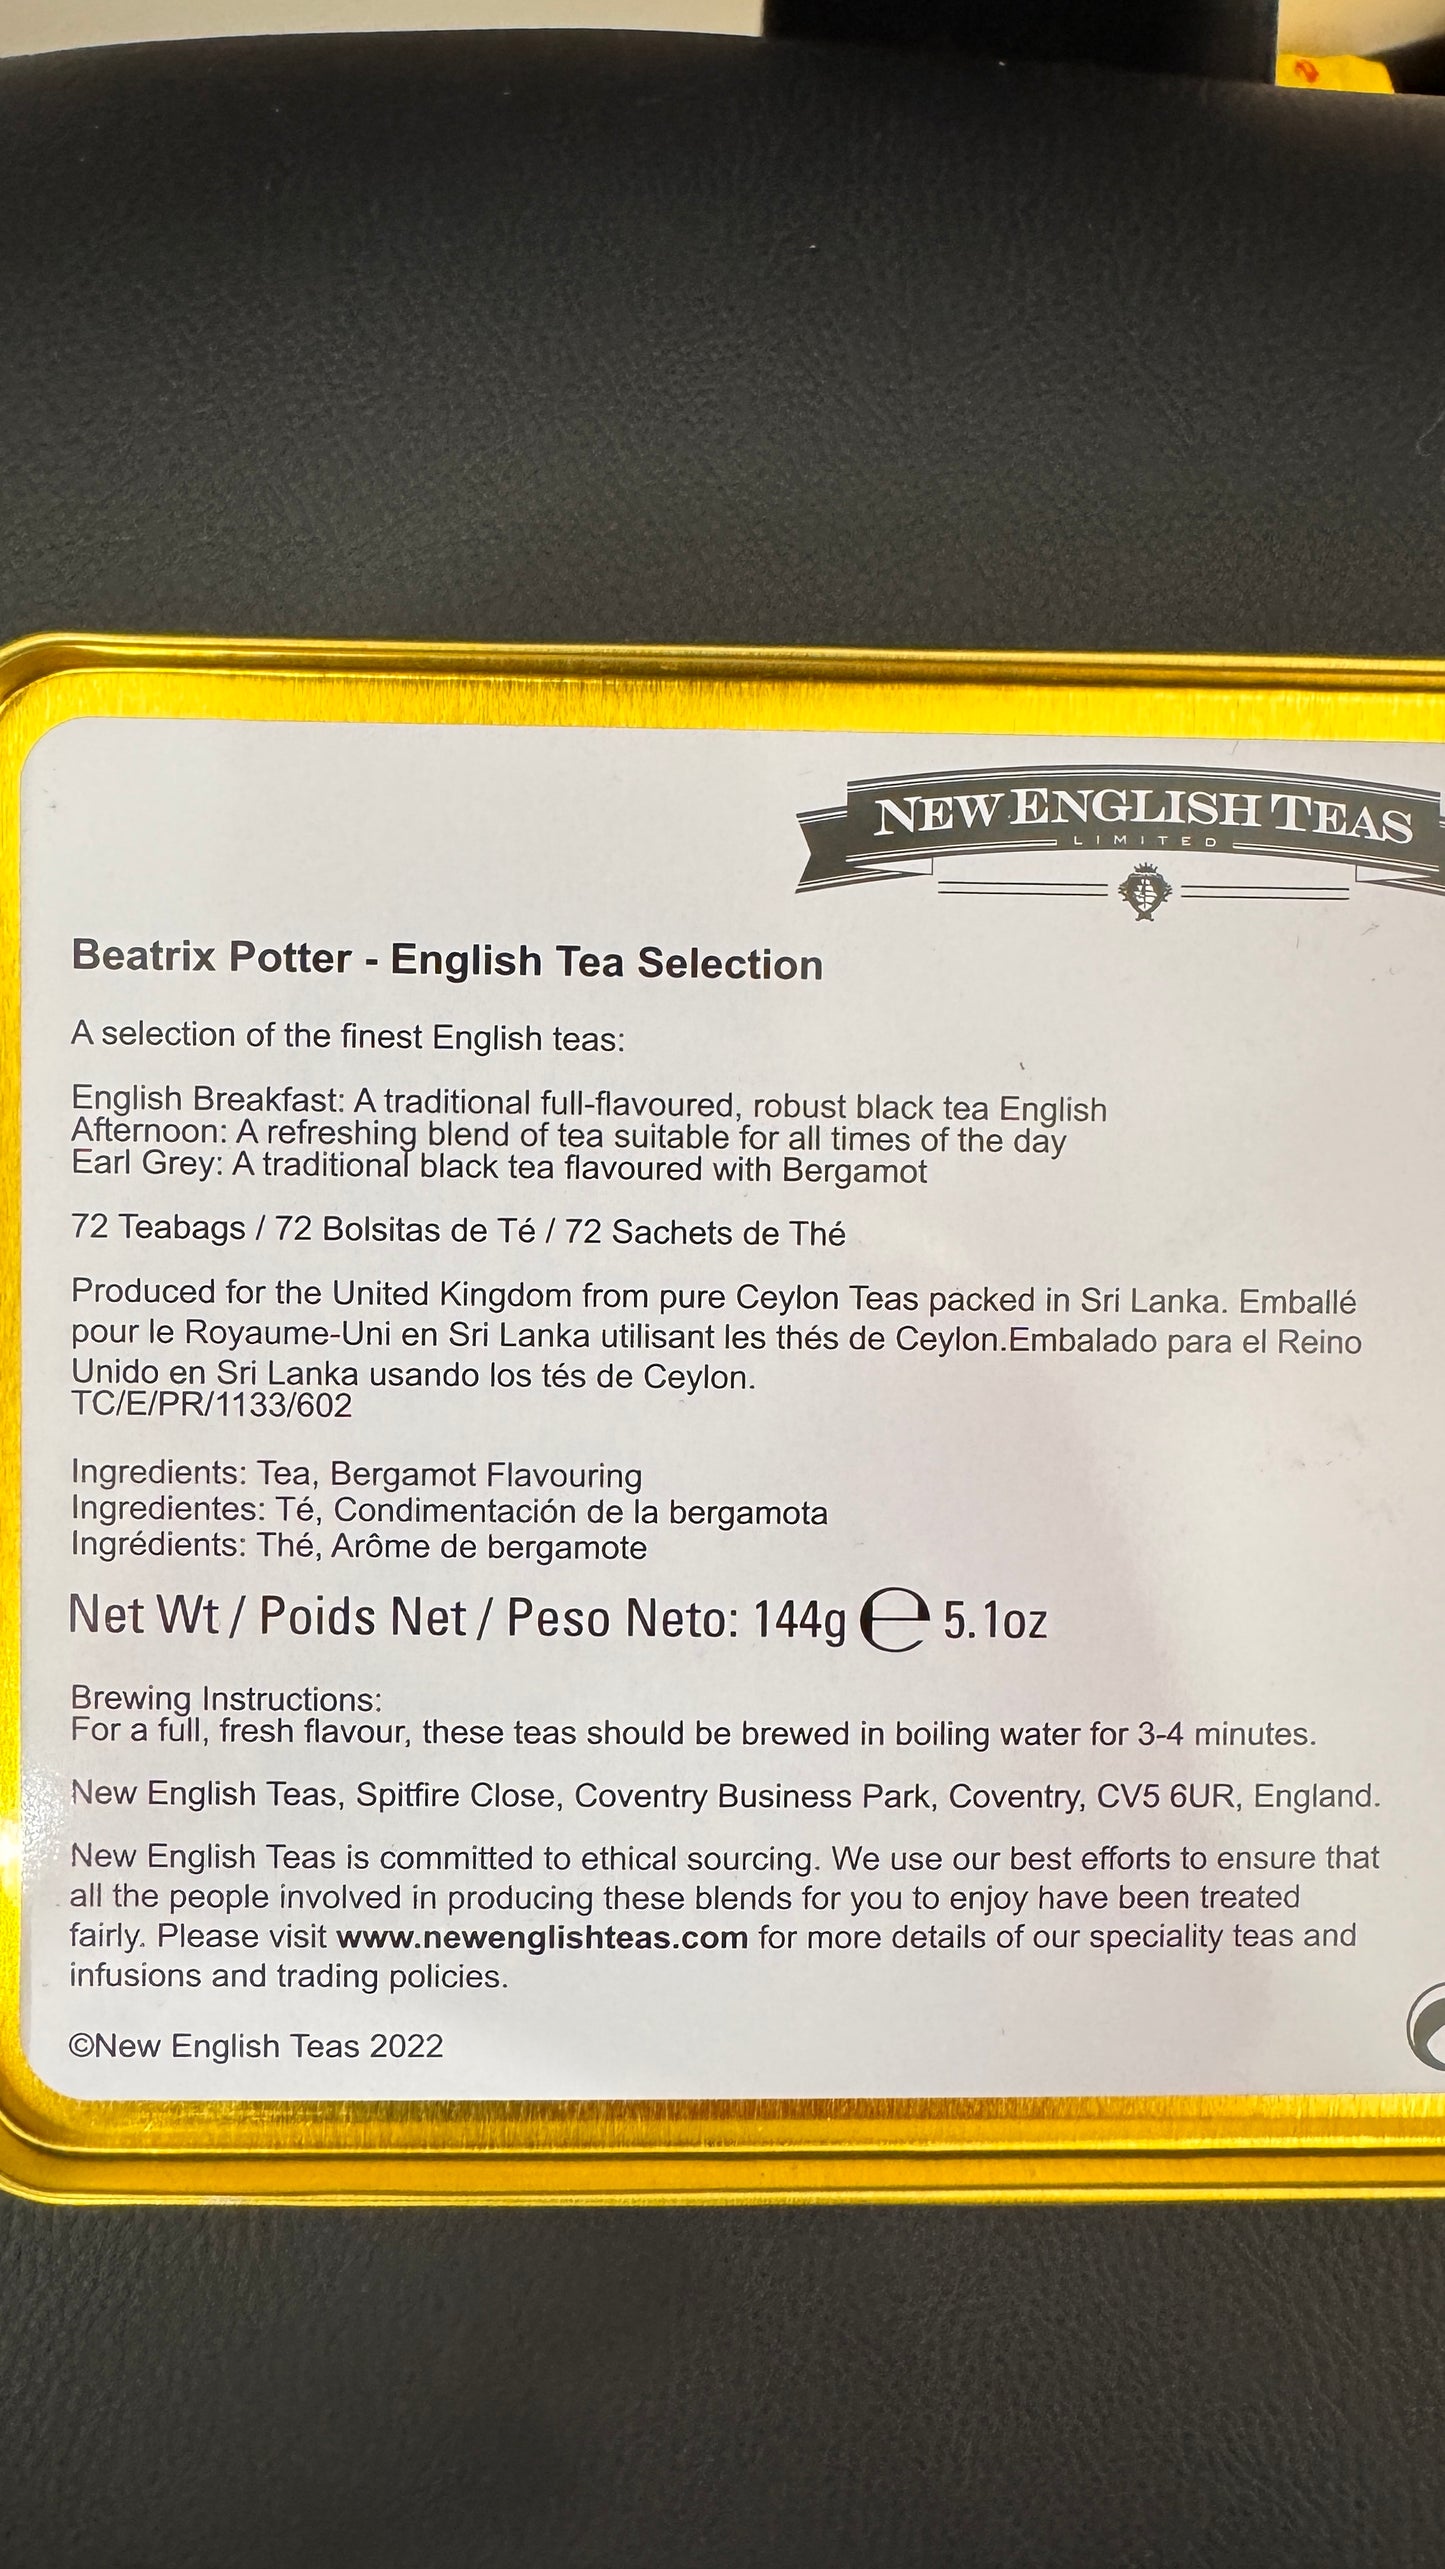 NEW ENGLISH TEAS
LIMITED
Beatrix Potter - English Tea Selection
A selection of the finest English teas:
English Breakfast: A traditional full-flavoured, robust black tea English
Afternoon: A refreshing blend of tea suitable for all times of the day
Earl Grey: A traditional black tea flavoured with Bergamot
72 Teabags / 72 Bolsitas de Té / 72 Sachets de Thé
Produced for the United Kingdom from pure Ceylon Teas packed in Sri Lanka. Emballé
pour le Royaume-Uni en Sri Lanka utilisant les thés de Ceylon.Embalado para el Reino
Unido en Sri Lanka usando los tés de Ceylon.
TC/E/PR/1133/602
Ingredients: Tea, Bergamot Flavouring
Ingredientes: Té, Condimentación de la bergamota
Ingrédients: Thé, Arôme de bergamote
Net Wt / Poids Net / Peso Neto: 144g ℮ 5.1oz
Brewing Instructions:
For a full, fresh flavour, these teas should be brewed in boiling water for 3-4 minutes.
New English Teas, Spitfire Close, Coventry Business Park, Coventry, CV5 6UR, England.
New English Teas is committed to ethical sourcing. We use our best efforts to ensure that
all the people involved in producing these blends for you to enjoy have been treated
fairly. Please visit www.newenglishteas.com for more details of our speciality teas and
infusions and trading policies.
©New English Teas 2022